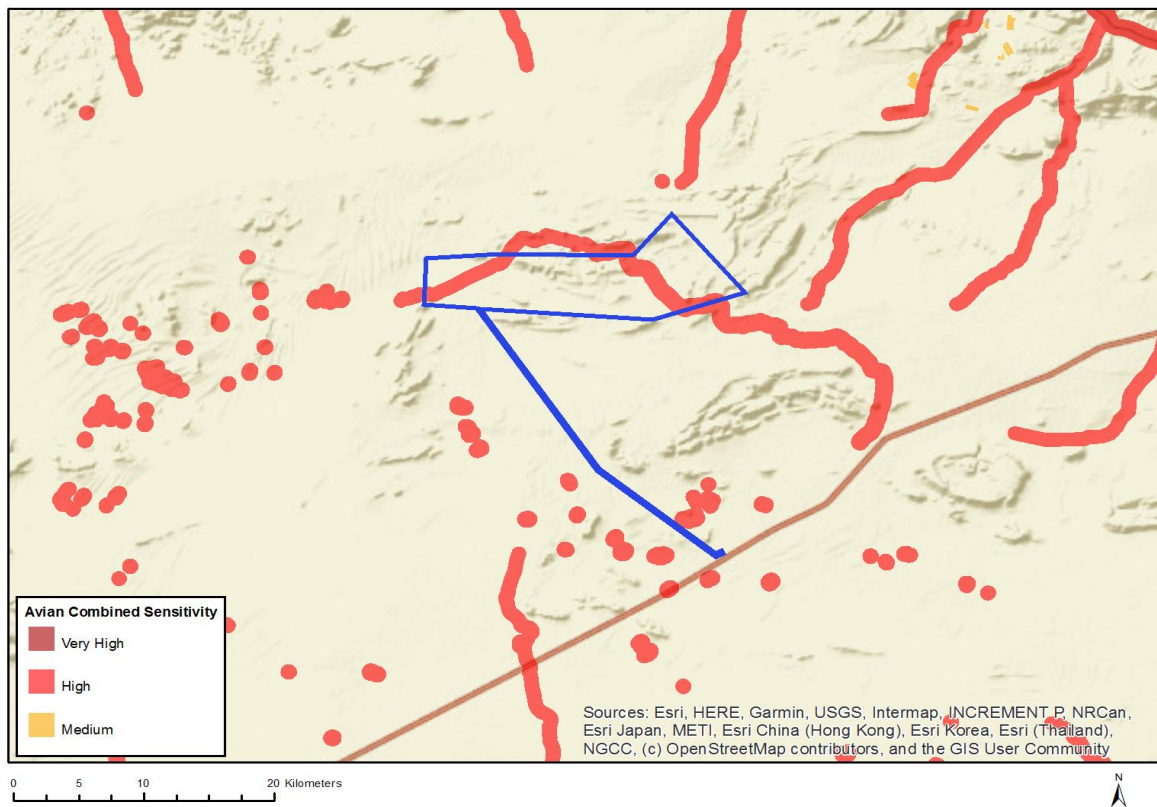 Avian Combined Sensitivity
Very High
High
Medium
Sources: Esri, HERE, Garmin, USGS, Intermap, INCREMENT P, NRCan,
Esri Japan, METI, Esri China (Hong Kong), Esri Korea, Esri (Thailand),
NGCC, (c) OpenStreetMap contributors, and the GIS User Community
0 5 10 20 Kilometers
N